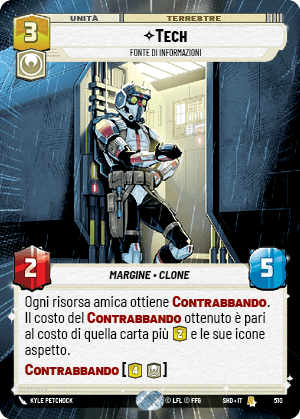 UNITÀ TERRESTRE
3
✧TECH
FONTE DI INFORMAZIONI
2
MARGINE • CLONE
5
Ogni risorsa amica ottiene CONTRABBANDO.
Il costo del CONTRABBANDO ottenuto è pari
al costo di quella carta più 2 e le sue icone
aspetto.
CONTRABBANDO [4]
KYLE PETCHOCK © LFL © FFG SHD • IT 510